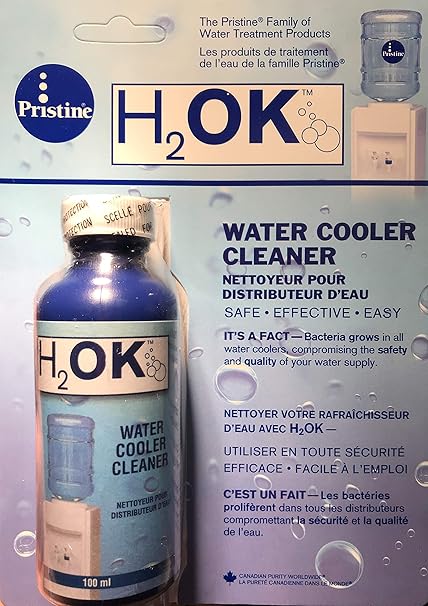 The Pristine® Family of
Water Treatment Products
Les produits de traitement
de l'eau de la famille Pristine®
Pristine®
Pristine
H₂OK™
WATER COOLER
CLEANER
NETTOYEUR POUR
DISTRIBUTEUR D'EAU
SAFE • EFFECTIVE • EASY
IT'S A FACT — Bacteria grows in all
water coolers, compromising the safety
and quality of your water supply.
NETTOYER VOTRE RAFRAÎCHISSEUR
D'EAU AVEC H₂OK —
UTILISER EN TOUTE SÉCURITÉ
EFFICACE • FACILE À L'EMPLOI
C'EST UN FAIT — Les bactéries
prolifèrent dans tous les distributeurs
compromettant la sécurité et la qualité
de l'eau.
CANADIAN PURITY WORLDWIDE®
LA PURETÉ CANADIENNE DANS LE MONDE®
SCELLÉ POU
FOR
H₂OK™
WATER
COOLER
CLEANER
NETTOYEUR POUR
DISTRIBUTEUR D'EAU
100 ml